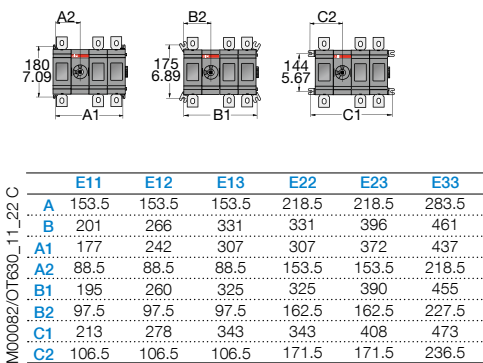 A2 B2 C2
180
7.09
175
6.89
144
5.67
A1 B1 C1
M00082/OT630_11_22 C
E11 E12 E13 E22 E23 E33
A 153.5 153.5 153.5 218.5 218.5 283.5
B 201 266 331 331 396 461
A1 177 242 307 307 372 437
A2 88.5 88.5 88.5 153.5 153.5 218.5
B1 195 260 325 325 390 455
B2 97.5 97.5 97.5 162.5 162.5 227.5
C1 213 278 343 343 408 473
C2 106.5 106.5 106.5 171.5 171.5 236.5